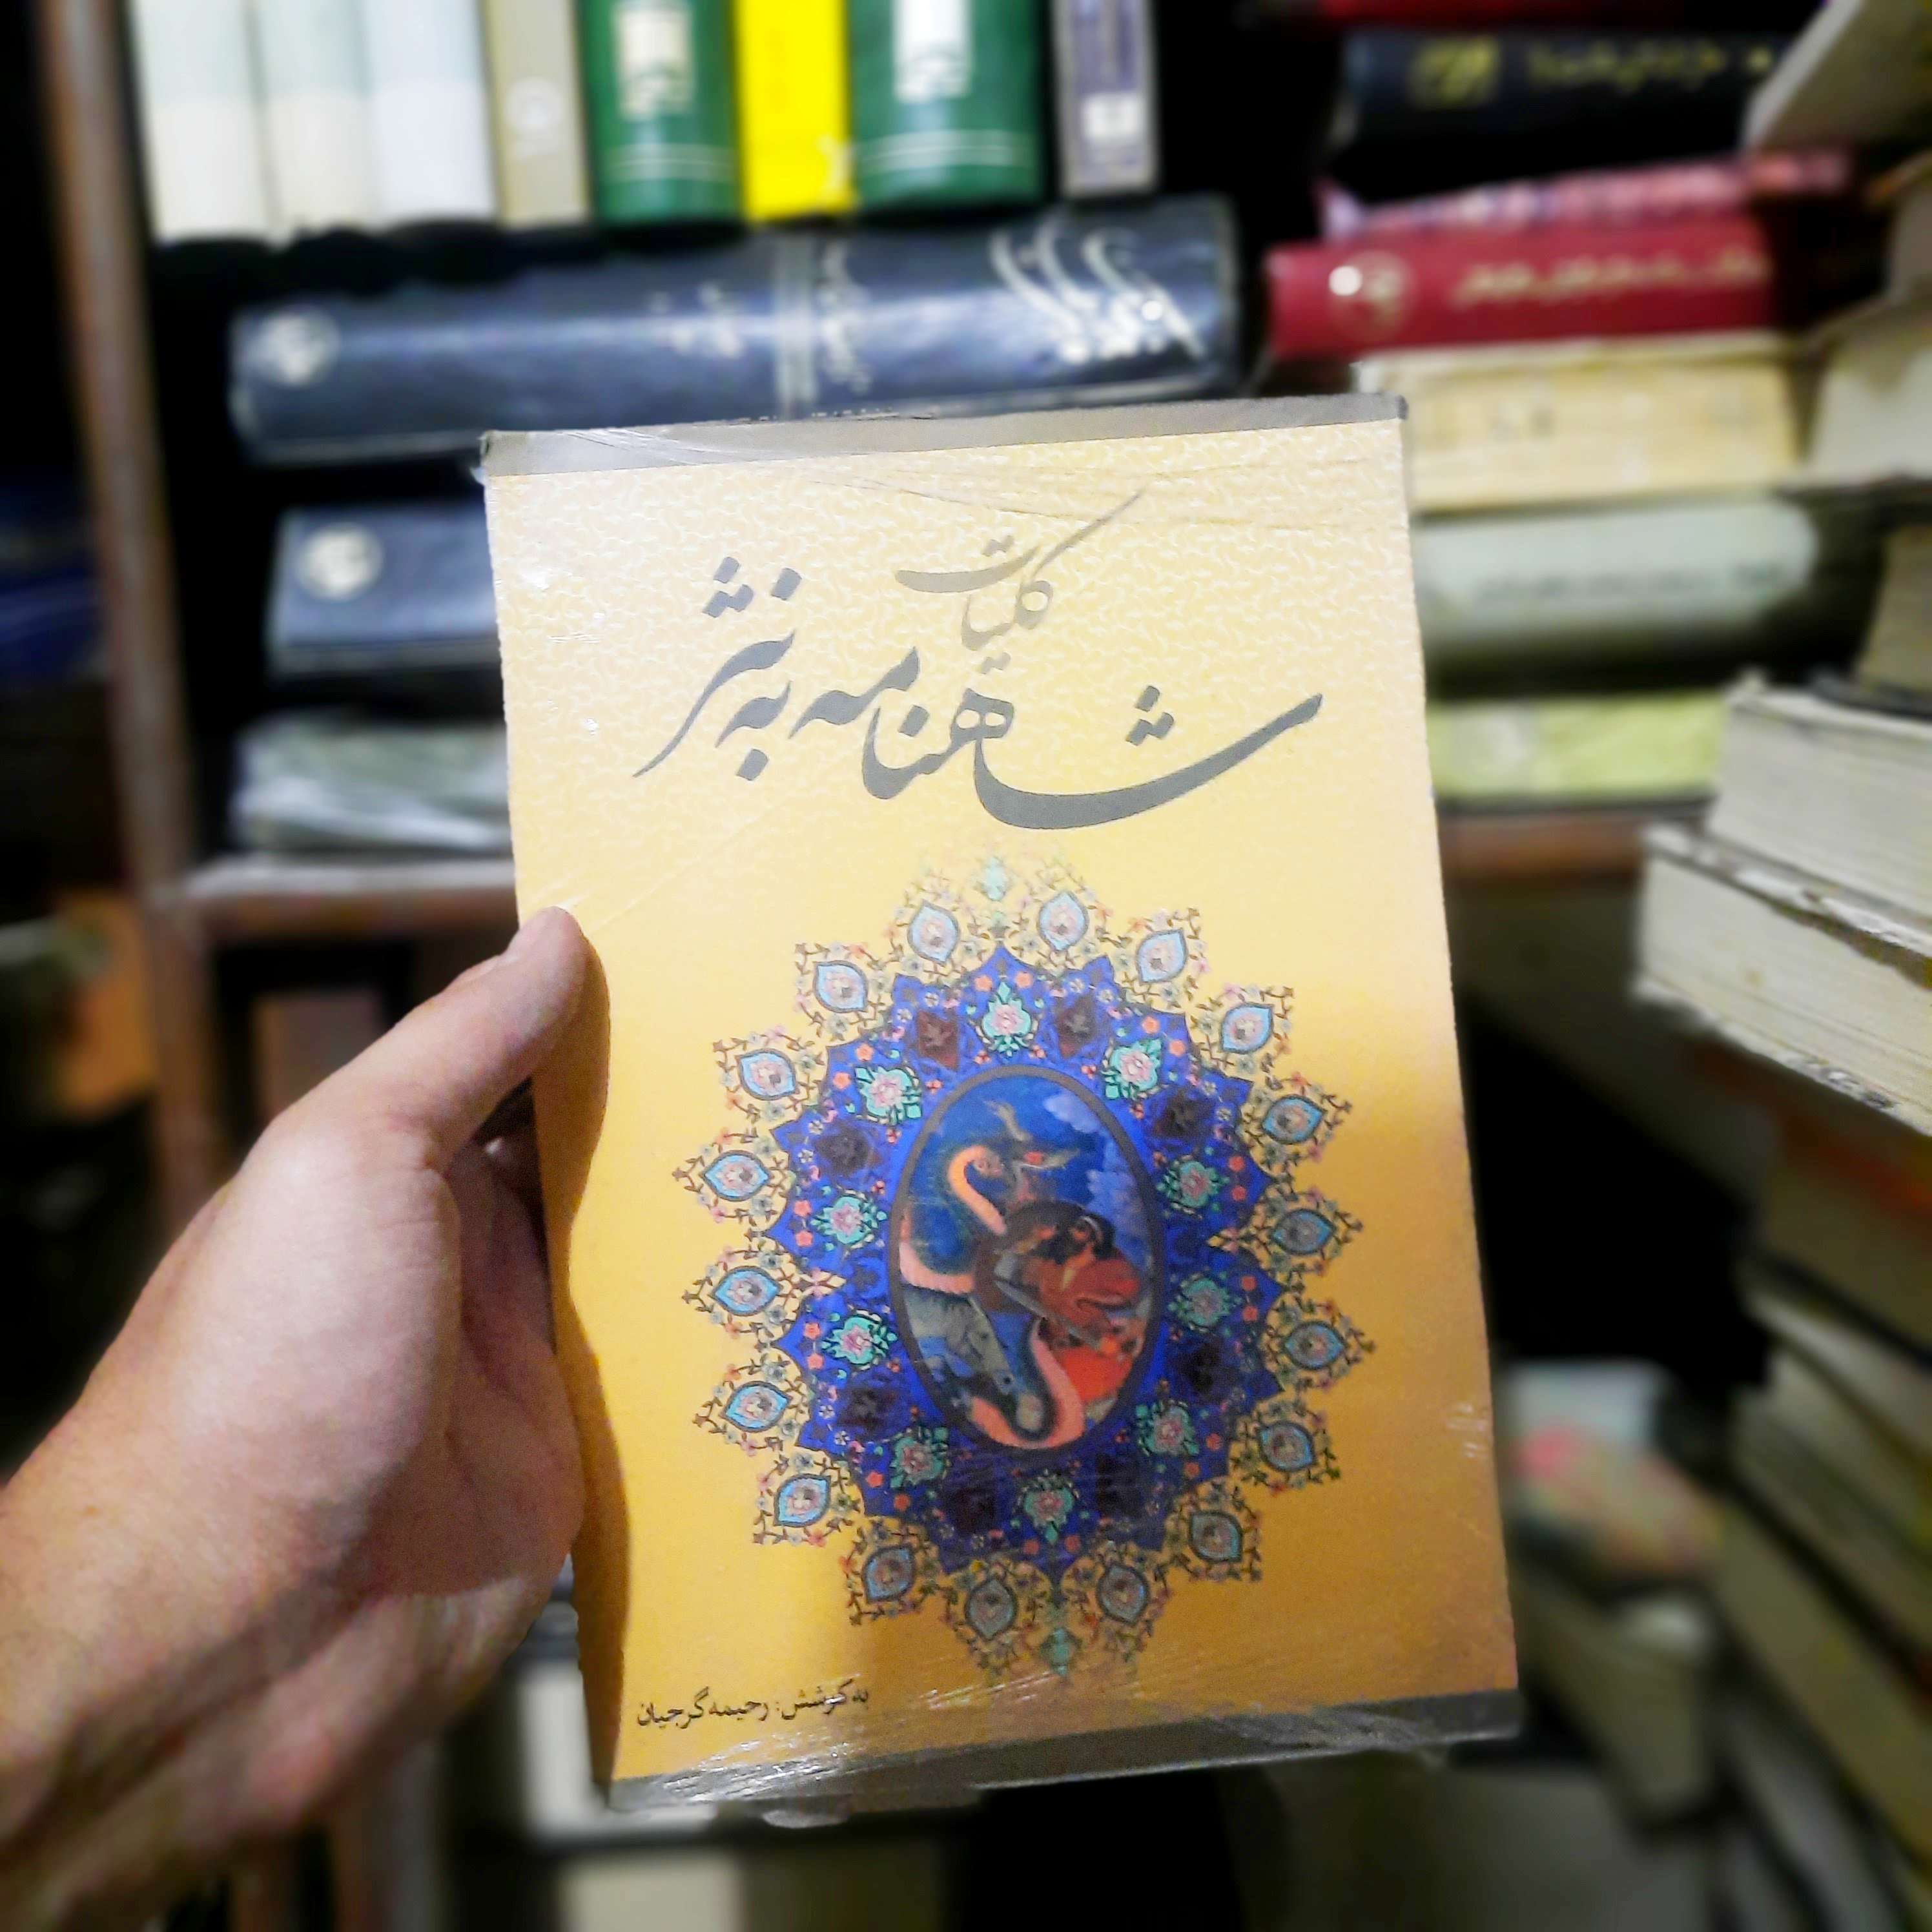 کلیات
شاهنامه به نثر
به کوشش: رحیمه گرجیان